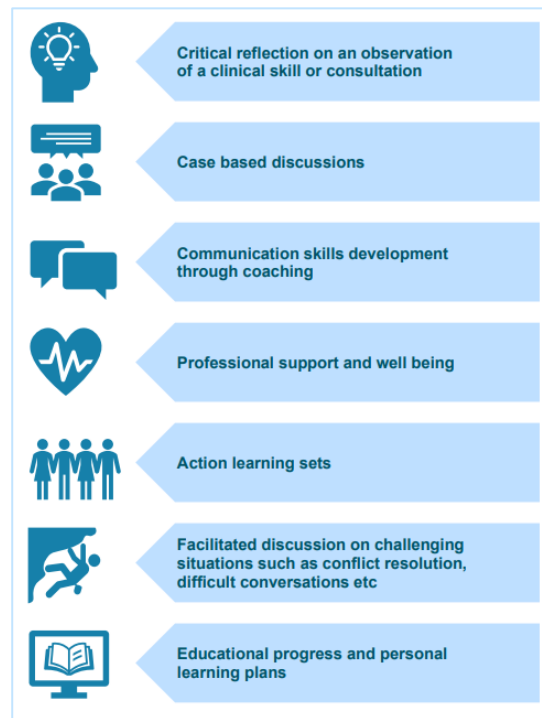 Critical reflection on an observation
of a clinical skill or consultation
Case based discussions
Communication skills development
through coaching
Professional support and well being
Action learning sets
Facilitated discussion on challenging
situations such as conflict resolution,
difficult conversations etc
Educational progress and personal
learning plans